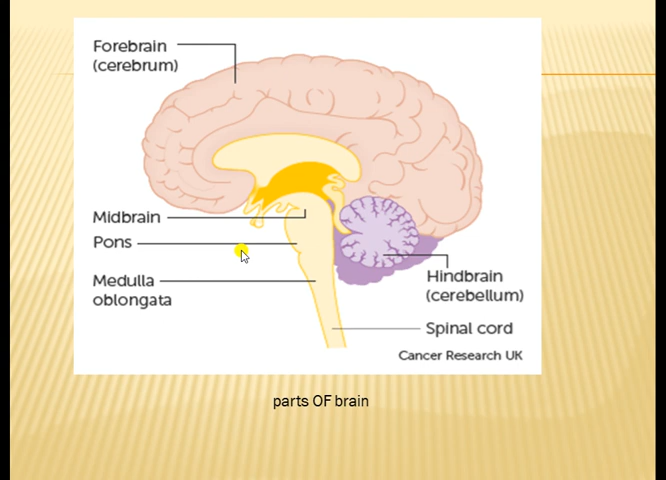 Forebrain
(cerebrum)
Midbrain
Pons
Medulla
oblongata
Hindbrain
(cerebellum)
Spinal cord
Cancer Research UK
parts OF brain